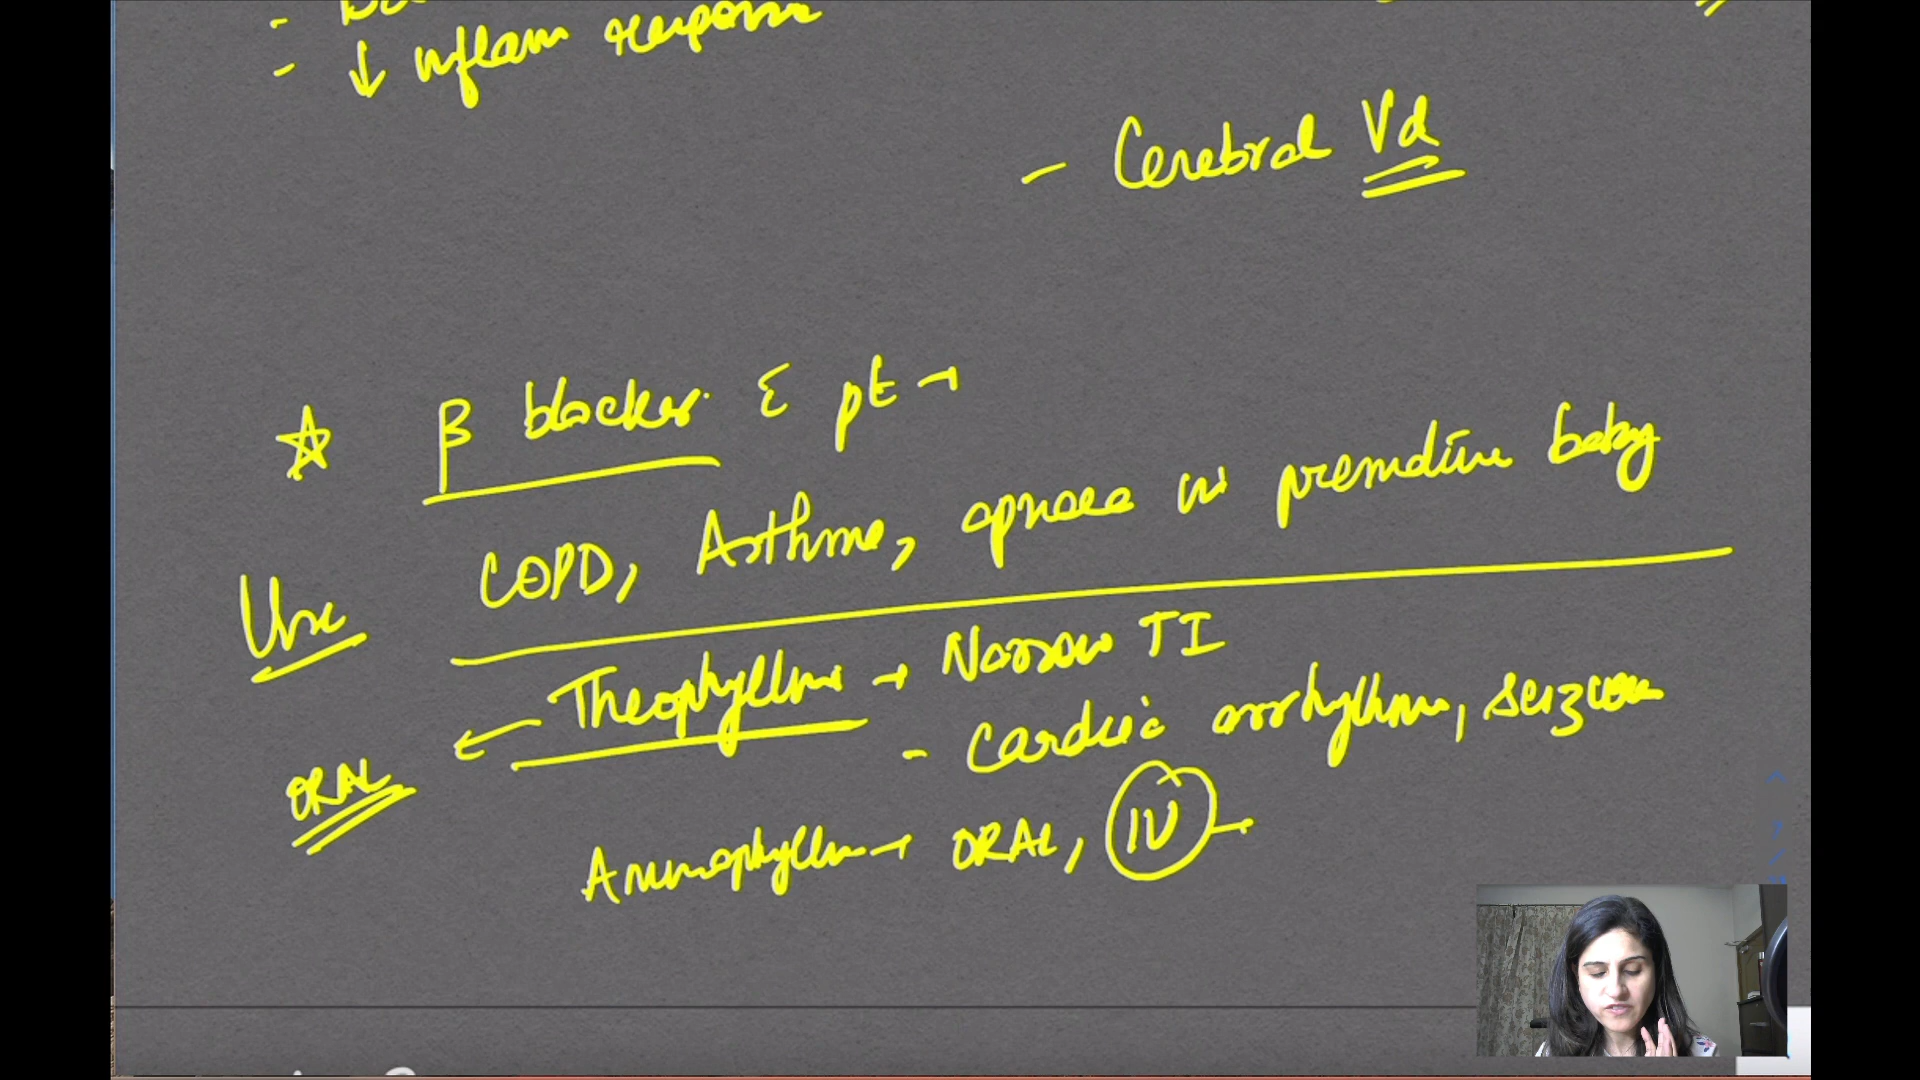 - ↓ inflam response
- Cerebral Vd
☆ β blocker c̄ pt →
Use COPD, Asthma, apnoea in premature baby
← Theophylline → Narrow TI
ORAL
- Cardiac arrhythmia, seizure
Aminophylline → ORAL, IV →